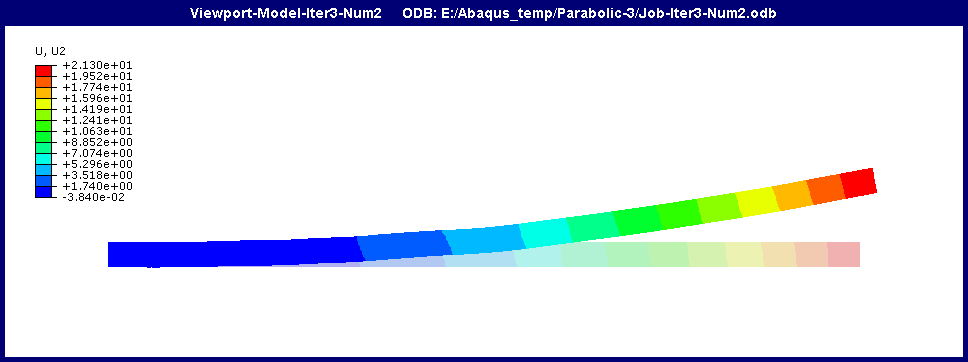 Viewport-Model-Iter3-Num2 ODB: E:/Abaqus_temp/Parabolic-3/Job-Iter3-Num2.odb
U, U2
+2.130e+01
+1.952e+01
+1.774e+01
+1.596e+01
+1.419e+01
+1.241e+01
+1.063e+01
+8.852e+00
+7.074e+00
+5.296e+00
+3.518e+00
+1.740e+00
-3.840e-02